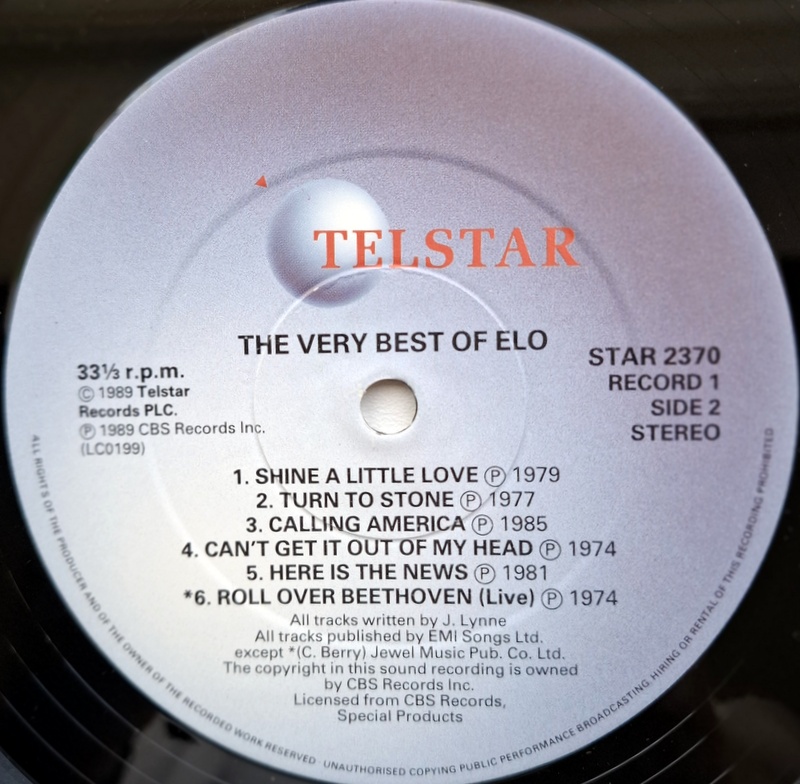 TELSTAR
THE VERY BEST OF ELO
33⅓ r.p.m.
© 1989 Telstar
Records PLC.
℗ 1989 CBS Records Inc.
(LC0199)
STAR 2370
RECORD 1
SIDE 2
STEREO
1. SHINE A LITTLE LOVE ℗ 1979
2. TURN TO STONE ℗ 1977
3. CALLING AMERICA ℗ 1985
4. CAN'T GET IT OUT OF MY HEAD ℗ 1974
5. HERE IS THE NEWS ℗ 1981
*6. ROLL OVER BEETHOVEN (Live) ℗ 1974
All tracks written by J. Lynne
All tracks published by EMI Songs Ltd.
except *(C. Berry) Jewel Music Pub. Co. Ltd.
The copyright in this sound recording is owned
by CBS Records Inc.
Licensed from CBS Records,
Special Products
ALL RIGHTS OF THE PRODUCER AND OF THE OWNER OF THE RECORDED WORK RESERVED · UNAUTHORISED COPYING PUBLIC PERFORMANCE BROADCASTING HIRING OR RENTAL OF THIS RECORDING PROHIBITED